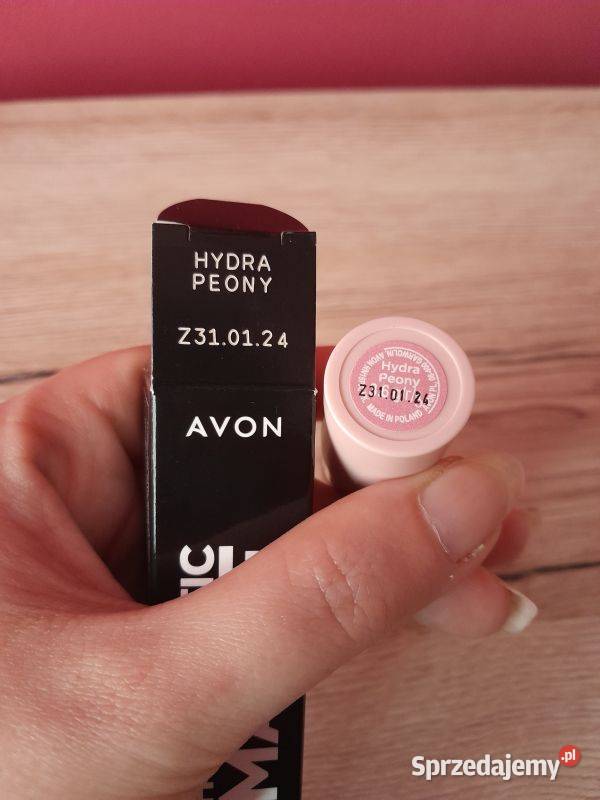 HYDRA
PEONY
Z31.01.24
AVON
Hydra
Peony
Z31.01.24
MADE IN POLAND
Sprzedajemy.pl